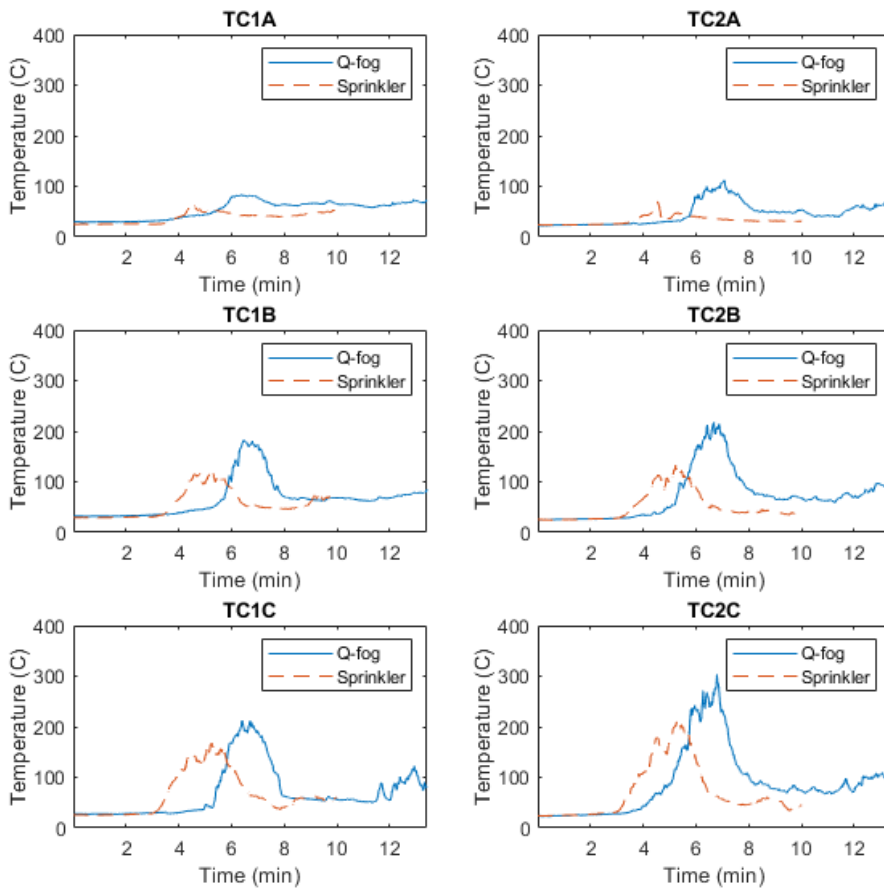 TC1A
400
300
200
100
0
Temperature (C)
2 4 6 8 10 12
Time (min)
Q-fog
Sprinkler
TC2A
400
300
200
100
0
Temperature (C)
2 4 6 8 10 12
Time (min)
Q-fog
Sprinkler
TC1B
400
300
200
100
0
Temperature (C)
2 4 6 8 10 12
Time (min)
Q-fog
Sprinkler
TC2B
400
300
200
100
0
Temperature (C)
2 4 6 8 10 12
Time (min)
Q-fog
Sprinkler
TC1C
400
300
200
100
0
Temperature (C)
2 4 6 8 10 12
Time (min)
Q-fog
Sprinkler
TC2C
400
300
200
100
0
Temperature (C)
2 4 6 8 10 12
Time (min)
Q-fog
Sprinkler